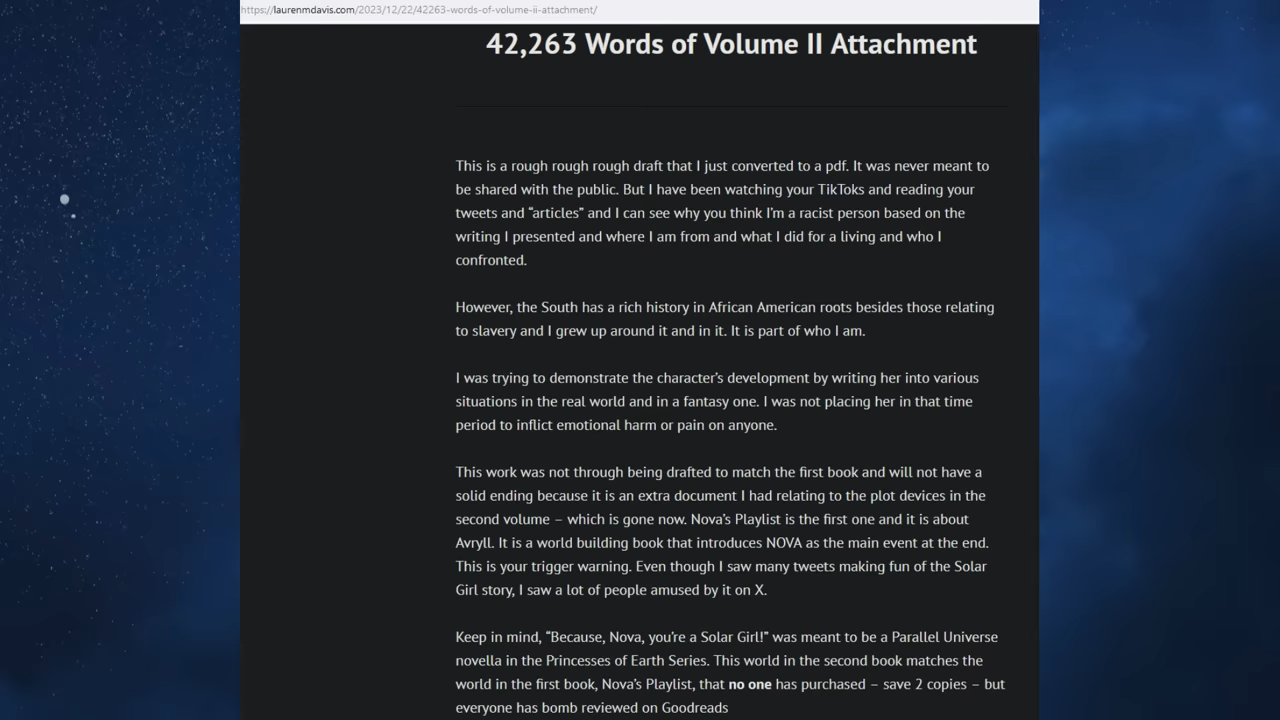 https://laurenmdavis.com/2023/12/22/42263-words-of-volume-ii-attachment/
42,263 Words of Volume II Attachment
This is a rough rough rough draft that I just converted to a pdf. It was never meant to
be shared with the public. But I have been watching your TikToks and reading your
tweets and “articles” and I can see why you think I’m a racist person based on the
writing I presented and where I am from and what I did for a living and who I
confronted.
However, the South has a rich history in African American roots besides those relating
to slavery and I grew up around it and in it. It is part of who I am.
I was trying to demonstrate the character’s development by writing her into various
situations in the real world and in a fantasy one. I was not placing her in that time
period to inflict emotional harm or pain on anyone.
This work was not through being drafted to match the first book and will not have a
solid ending because it is an extra document I had relating to the plot devices in the
second volume – which is gone now. Nova’s Playlist is the first one and it is about
Avryll. It is a world building book that introduces NOVA as the main event at the end.
This is your trigger warning. Even though I saw many tweets making fun of the Solar
Girl story, I saw a lot of people amused by it on X.
Keep in mind, “Because, Nova, you’re a Solar Girl!” was meant to be a Parallel Universe
novella in the Princesses of Earth Series. This world in the second book matches the
world in the first book, Nova’s Playlist, that no one has purchased – save 2 copies – but
everyone has bomb reviewed on Goodreads